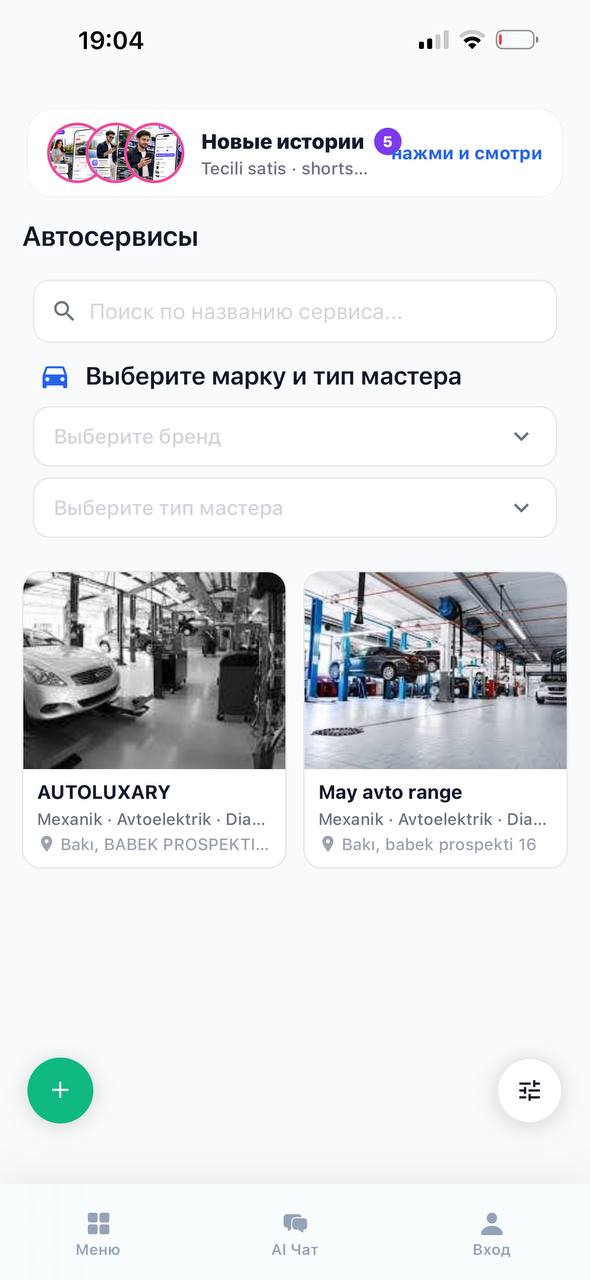 19:04
Новые истории 5
нажми и смотри
Tecili satis · shorts...
Автосервисы
Поиск по названию сервиса...
Выберите марку и тип мастера
Выберите бренд
Выберите тип мастера
AUTOLUXARY
Mexanik · Avtoelektrik · Dia...
Bakı, BABEK PROSPEKTI...
May avto range
Mexanik · Avtoelektrik · Dia...
Bakı, babek prospekti 16
Меню
AI Чат
Вход